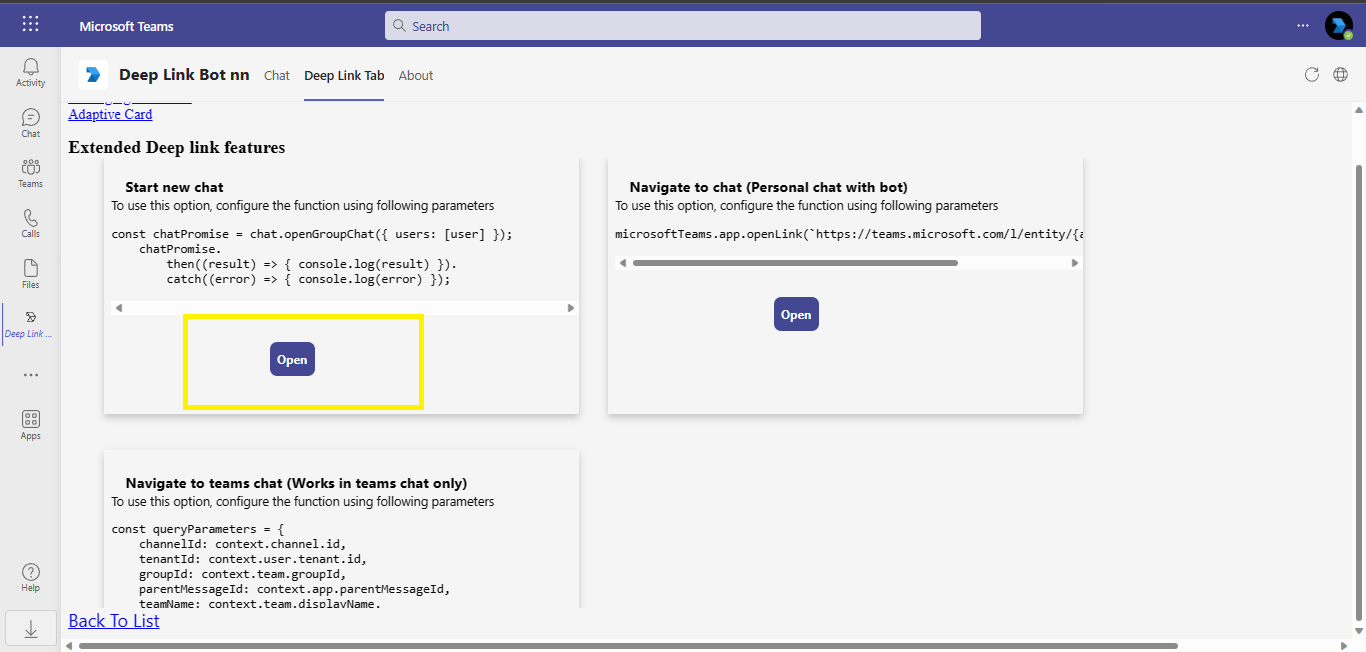 Microsoft Teams
Search
Activity
Chat
Teams
Calls
Files
Deep Link ...
Apps
Help
Deep Link Bot nn
Chat
Deep Link Tab
About
Adaptive Card
Extended Deep link features
Start new chat
To use this option, configure the function using following parameters
const chatPromise = chat.openGroupChat({ users: [user] });
chatPromise.
then((result) => { console.log(result) }).
catch((error) => { console.log(error) });
Open
Navigate to chat (Personal chat with bot)
To use this option, configure the function using following parameters
microsoftTeams.app.openLink(`https://teams.microsoft.com/l/entity/{a
Open
Navigate to teams chat (Works in teams chat only)
To use this option, configure the function using following parameters
const queryParameters = {
channelId: context.channel.id,
tenantId: context.user.tenant.id,
groupId: context.team.groupId,
parentMessageId: context.app.parentMessageId,
teamName: context.team.displayName.
Back To List